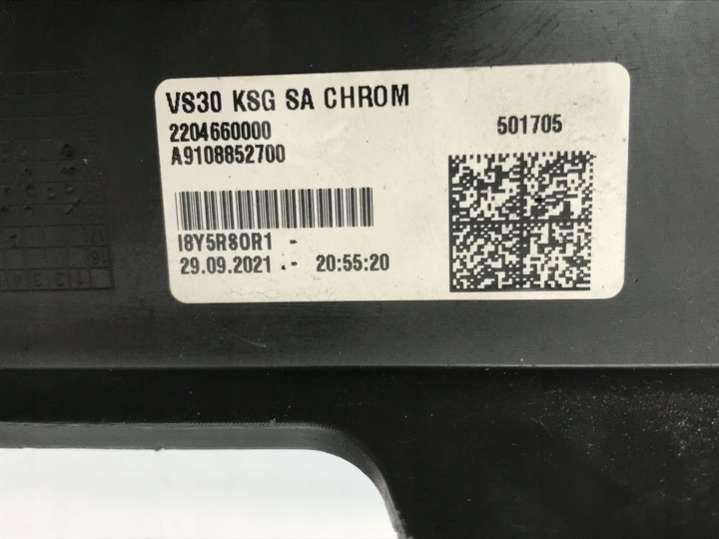 VS30 KSG SA CHROM
2204660000
501705
A9108852700
I8Y5R8OR1 -
29.09.2021 .- 20:55:20